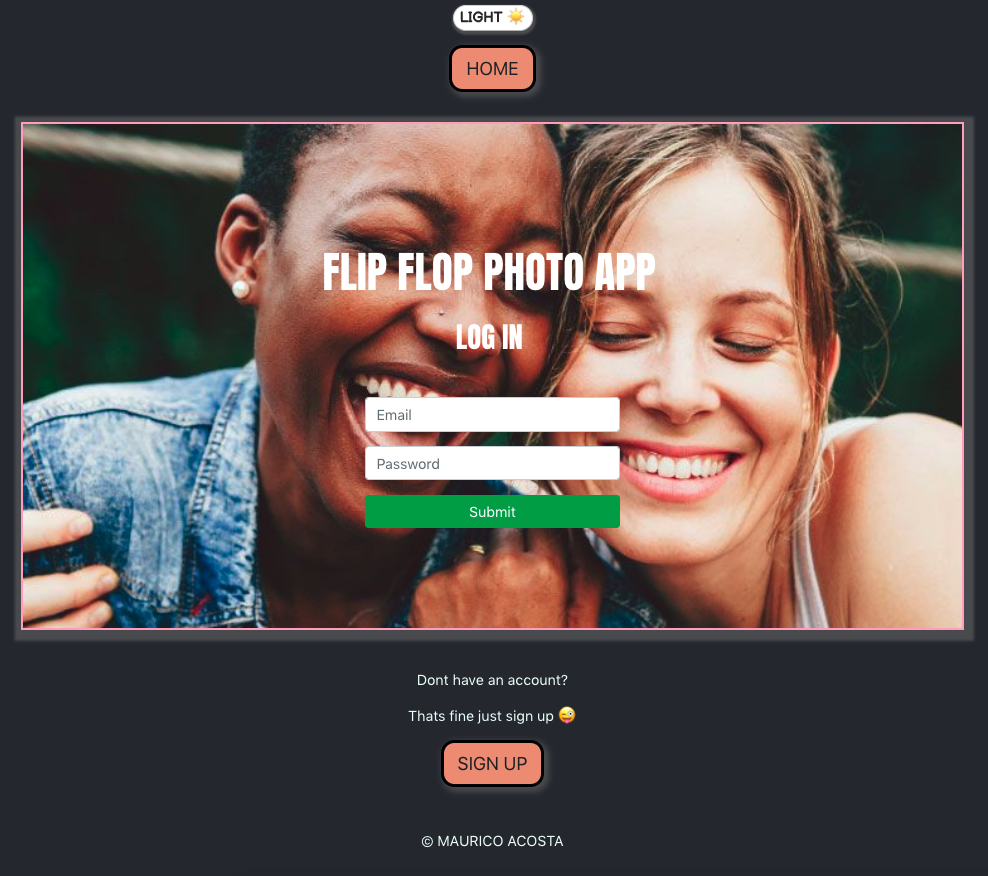 LIGHT ☀️
HOME
FLIP FLOP PHOTO APP
LOG IN
Email
Password
Submit
Dont have an account?
Thats fine just sign up 😜
SIGN UP
© MAURICO ACOSTA